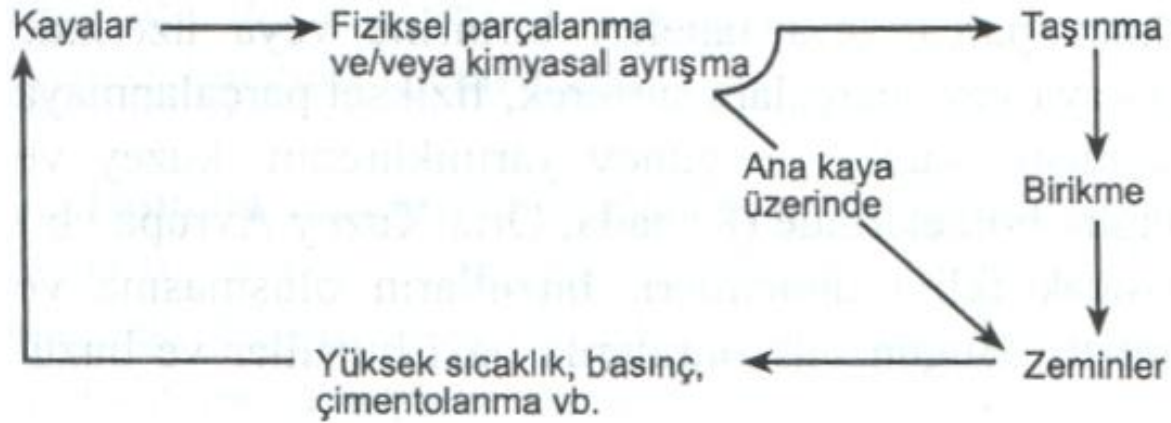 Kayalar
Fiziksel parçalanma
ve/veya kimyasal ayrışma
Taşınma
Ana kaya
üzerinde
Birikme
Yüksek sıcaklık, basınç,
çimentolanma vb.
Zeminler